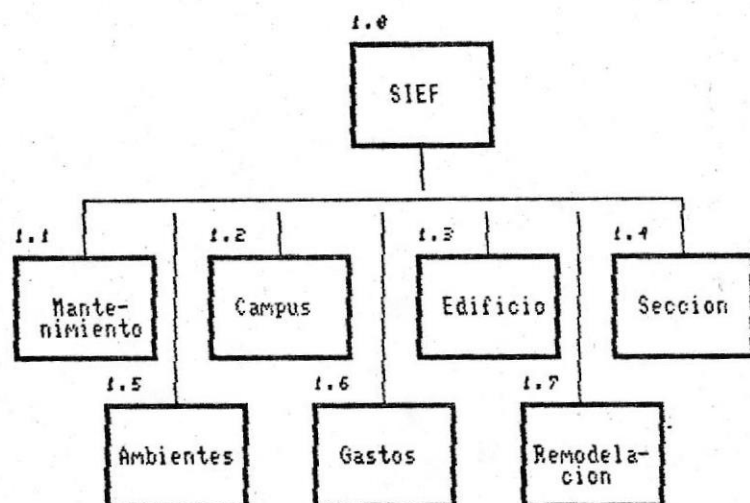 1.0
SIEF
1.1
1.2
1.3
1.4
Mante-
nimiento
Campus
Edificio
Seccion
1.5
1.6
1.7
Ambientes
Gastos
Remodela-
cion